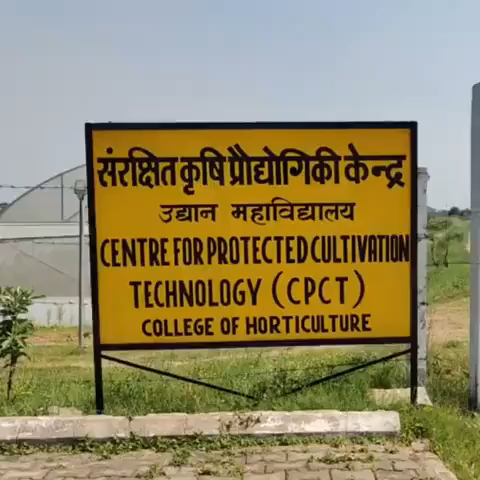 संरक्षित कृषि प्रौद्योगिकी केन्द्र
उद्यान महाविद्यालय
CENTRE FOR PROTECTED CULTIVATION
TECHNOLOGY (CPCT)
COLLEGE OF HORTICULTURE